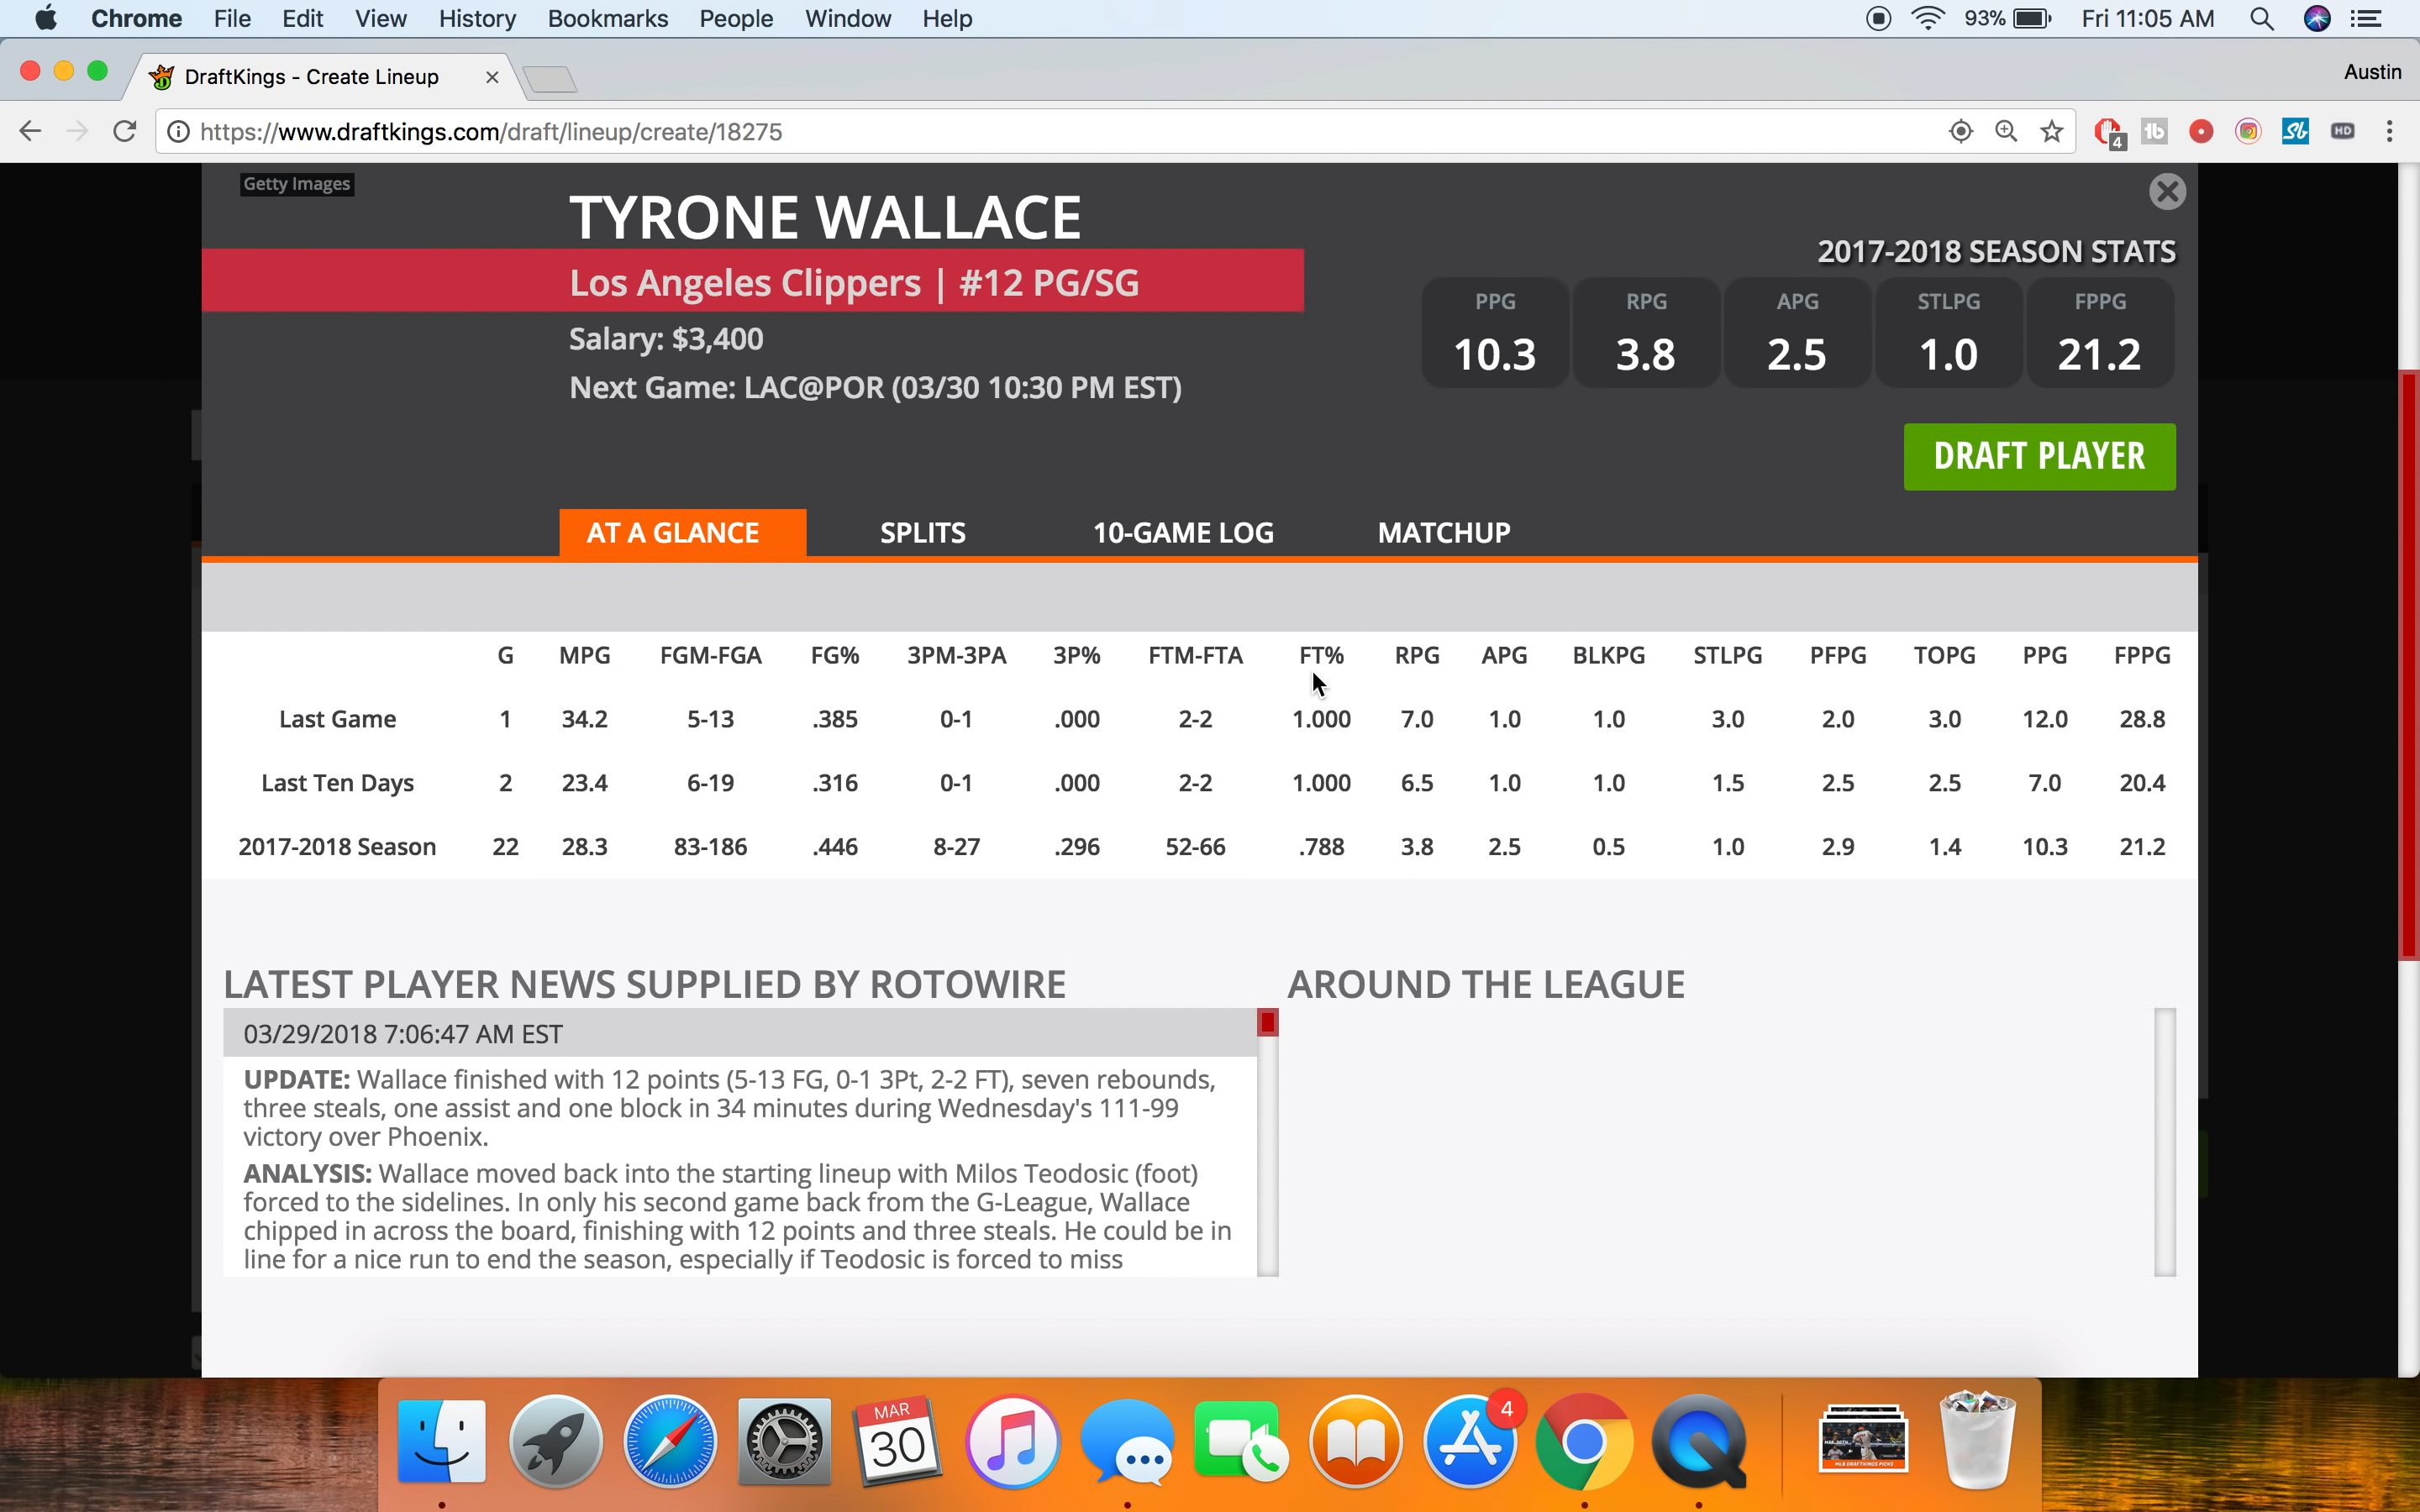 Chrome File Edit View History Bookmarks People Window Help 93% Fri 11:05 AM
DraftKings - Create Lineup
Austin
https://www.draftkings.com/draft/lineup/create/18275
4 tb Sb HD
Getty Images
TYRONE WALLACE
Los Angeles Clippers | #12 PG/SG
Salary: $3,400
Next Game: LAC@POR (03/30 10:30 PM EST)
2017-2018 SEASON STATS
PPG RPG APG STLPG FPPG
10.3 3.8 2.5 1.0 21.2
DRAFT PLAYER
AT A GLANCE SPLITS 10-GAME LOG MATCHUP
G MPG FGM-FGA FG% 3PM-3PA 3P% FTM-FTA FT% RPG APG BLKPG STLPG PFPG TOPG PPG FPPG
Last Game 1 34.2 5-13 .385 0-1 .000 2-2 1.000 7.0 1.0 1.0 3.0 2.0 3.0 12.0 28.8
Last Ten Days 2 23.4 6-19 .316 0-1 .000 2-2 1.000 6.5 1.0 1.0 1.5 2.5 2.5 7.0 20.4
2017-2018 Season 22 28.3 83-186 .446 8-27 .296 52-66 .788 3.8 2.5 0.5 1.0 2.9 1.4 10.3 21.2
LATEST PLAYER NEWS SUPPLIED BY ROTOWIRE
03/29/2018 7:06:47 AM EST
UPDATE: Wallace finished with 12 points (5-13 FG, 0-1 3Pt, 2-2 FT), seven rebounds,
three steals, one assist and one block in 34 minutes during Wednesday's 111-99
victory over Phoenix.
ANALYSIS: Wallace moved back into the starting lineup with Milos Teodosic (foot)
forced to the sidelines. In only his second game back from the G-League, Wallace
chipped in across the board, finishing with 12 points and three steals. He could be in
line for a nice run to end the season, especially if Teodosic is forced to miss
AROUND THE LEAGUE
MAR
30
4
MLB DRAFTKINGS PICKS